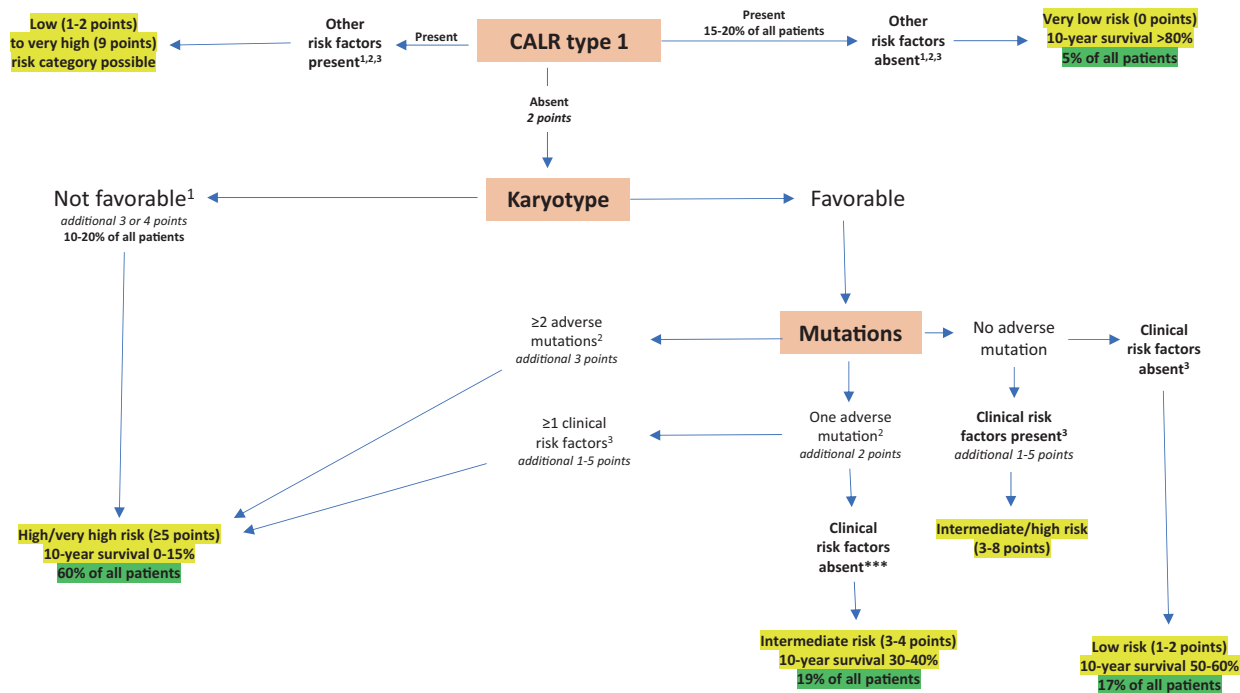 Low (1-2 points)
to very high (9 points)
risk category possible
Other
risk factors
present1,2,3
Present
CALR type 1
Present
15-20% of all patients
Other
risk factors
absent1,2,3
Very low risk (0 points)
10-year survival >80%
5% of all patients
Absent
2 points
Not favorable1
additional 3 or 4 points
10-20% of all patients
Karyotype
Favorable
≥2 adverse
mutations2
additional 3 points
Mutations
No adverse
mutation
Clinical
risk factors
absent3
≥1 clinical
risk factors3
additional 1-5 points
One adverse
mutation2
additional 2 points
Clinical risk
factors present3
additional 1-5 points
High/very high risk (≥5 points)
10-year survival 0-15%
60% of all patients
Clinical
risk factors
absent***
Intermediate/high risk
(3-8 points)
Intermediate risk (3-4 points)
10-year survival 30-40%
19% of all patients
Low risk (1-2 points)
10-year survival 50-60%
17% of all patients